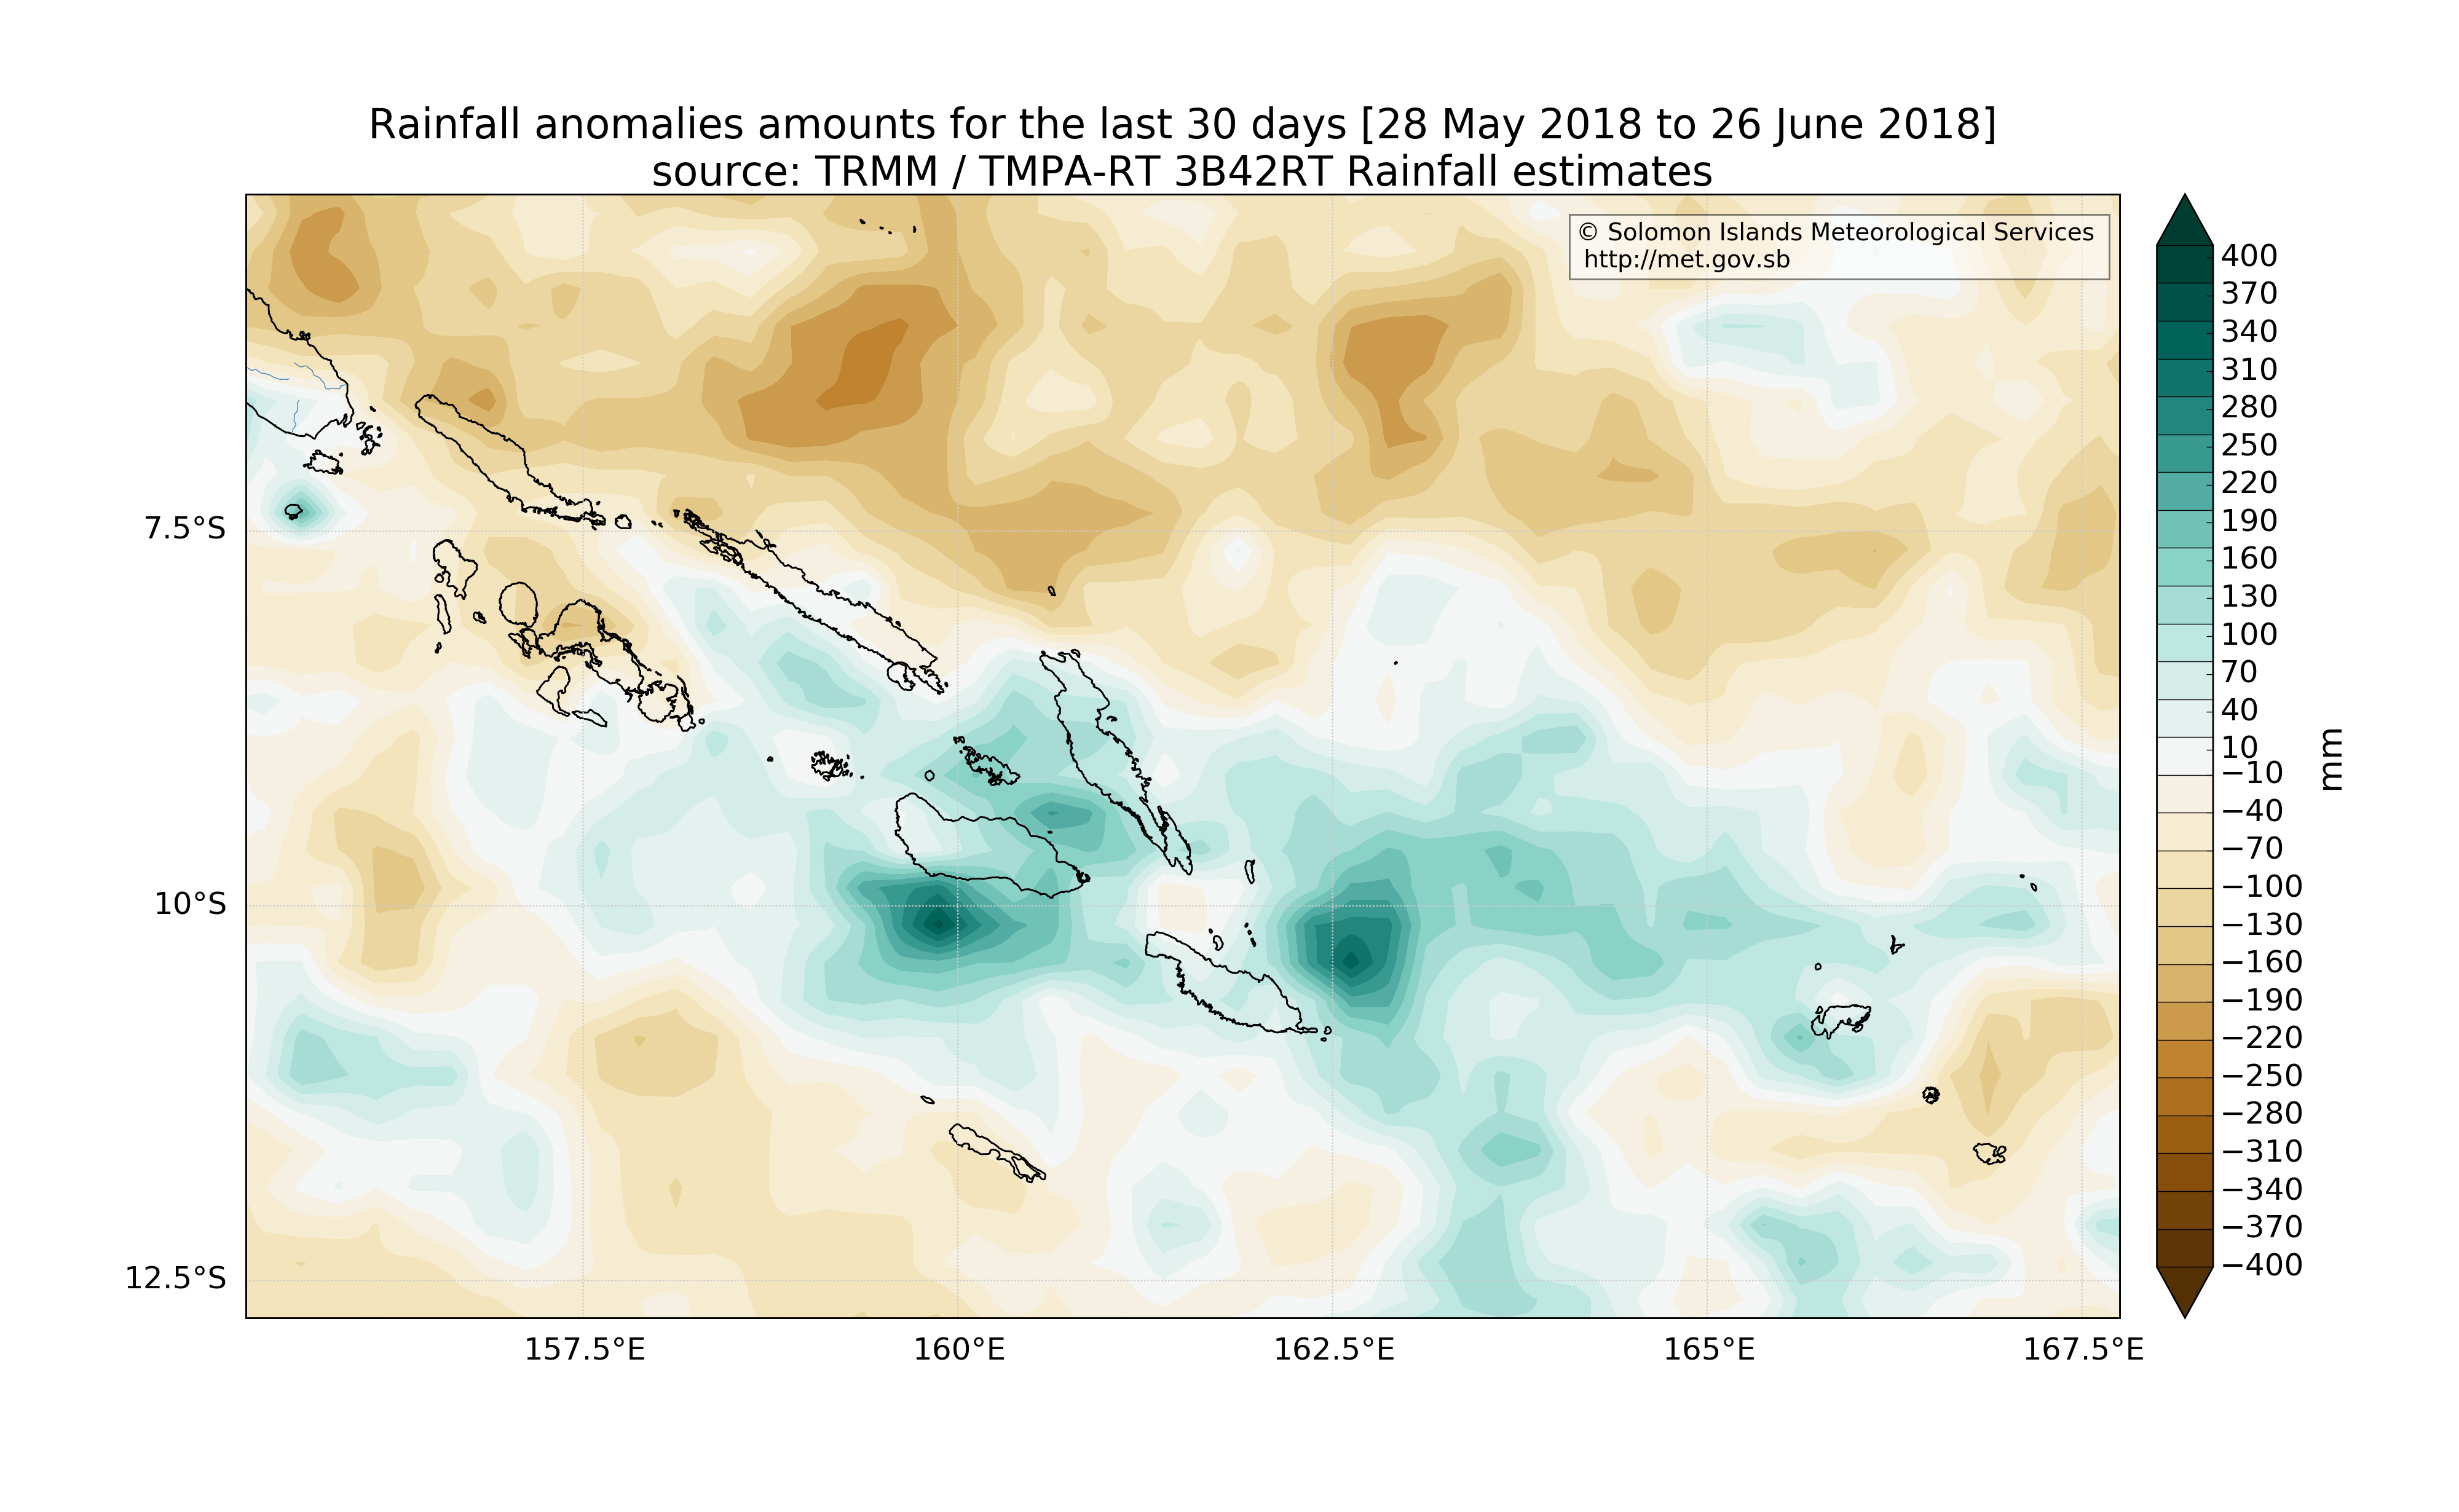 Rainfall anomalies amounts for the last 30 days [28 May 2018 to 26 June 2018]
source: TRMM / TMPA-RT 3B42RT Rainfall estimates
© Solomon Islands Meteorological Services
http://met.gov.sb
7.5°S
10°S
12.5°S
157.5°E
160°E
162.5°E
165°E
167.5°E
400
370
340
310
280
250
220
190
160
130
100
70
40
10
−10
−40
−70
−100
−130
−160
−190
−220
−250
−280
−310
−340
−370
−400
mm